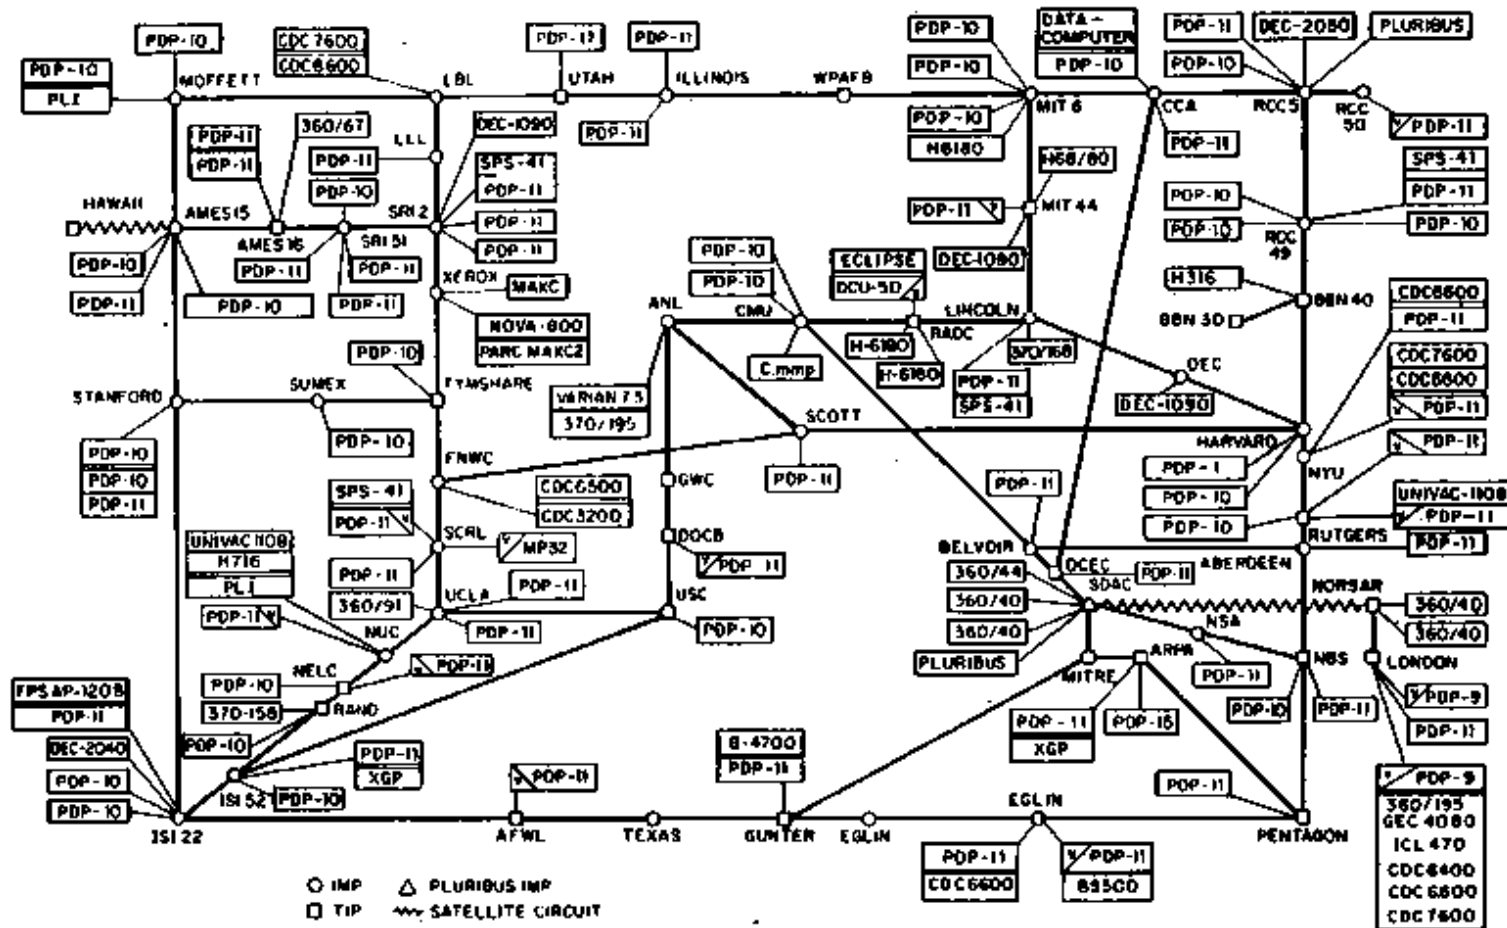 PDP-10
CDC7600
CDC6600
PDP-11
DATA-
COMPUTER
PDP-10
PDP-10
PDP-11
DEC-2050
PLURIBUS
PDP-10
PLI
MOFFETT
LBL
UTAH
ILLINOIS
WPAFB
PDP-10
MIT 6
CCA
PDP-10
RCC5
RCC
50
PDP-11
PDP-11
PDP-11
360/67
LLL
PDP-11
PDP-10
DEC-1090
SPS-41
PDP-11
PDP-11
PDP-11
PDP-11
PDP-10
H6180
H68/80
PDP-11
PDP-11
SPS-41
PDP-11
PDP-10
HAWAII
AMES15
AMES16
SRI 51
SRI 2
PDP-11
MIT 44
PDP-10
PDP-10
RCC
49
PDP-10
PDP-11
PDP-10
PDP-11
PDP-11
PDP-11
XEROX
MAXC
NOVA-800
PARC MAXC2
PDP-10
PDP-10
ECLIPSE
DCU-50
DEC-1090
H316
BBN 40
BBN 30
CDC6600
PDP-11
CDC7600
CDC6600
PDP-11
PDP-11
ANL
CMU
RADC
LINCOLN
H-6180
H-6180
370/168
C.mmp
PDP-11
SPS-41
DEC
DEC-1090
PDP-10
STANFORD
SUMEX
TYMSHARE
VARIAN 73
370/195
SCOTT
HARVARD
NYU
PDP-10
PDP-10
PDP-10
PDP-11
FNWC
CDC6500
CDC3200
GWC
PDP-11
PDP-11
PDP-1
PDP-10
PDP-10
UNIVAC-1108
PDP-11
RUTGERS
PDP-11
SPS-41
PDP-11
SCRL
MP32
DOCB
PDP-11
BELVOIR
ABERDEEN
UNIVAC 1108
H716
PLI
PDP-11
PDP-11
360/91
UCLA
PDP-11
PDP-11
USC
PDP-10
DCEC
SDAC
PDP-11
360/44
360/40
360/40
PLURIBUS
NORSAR
360/40
360/40
NUC
NSA
PDP-11
NELC
PDP-11
PDP-10
370-158
RAND
PDP-10
MITRE
ARPA
NBS
LONDON
PDP-10
PDP-11
PDP-9
PDP-11
FPS AP-120B
PDP-11
DEC-2040
PDP-10
PDP-10
ISI 22
ISI 52
PDP-11
XGP
PDP-10
PDP-11
B-4700
PDP-11
PDP-11
XGP
PDP-15
PDP-11
AFWL
TEXAS
GUNTER
EGLIN
EGLIN
PENTAGON
PDP-11
CDC6600
PDP-11
B5500
PDP-9
360/195
GEC 4080
ICL 470
CDC6400
CDC6600
CDC7600
IMP
PLURIBUS IMP
TIP
SATELLITE CIRCUIT